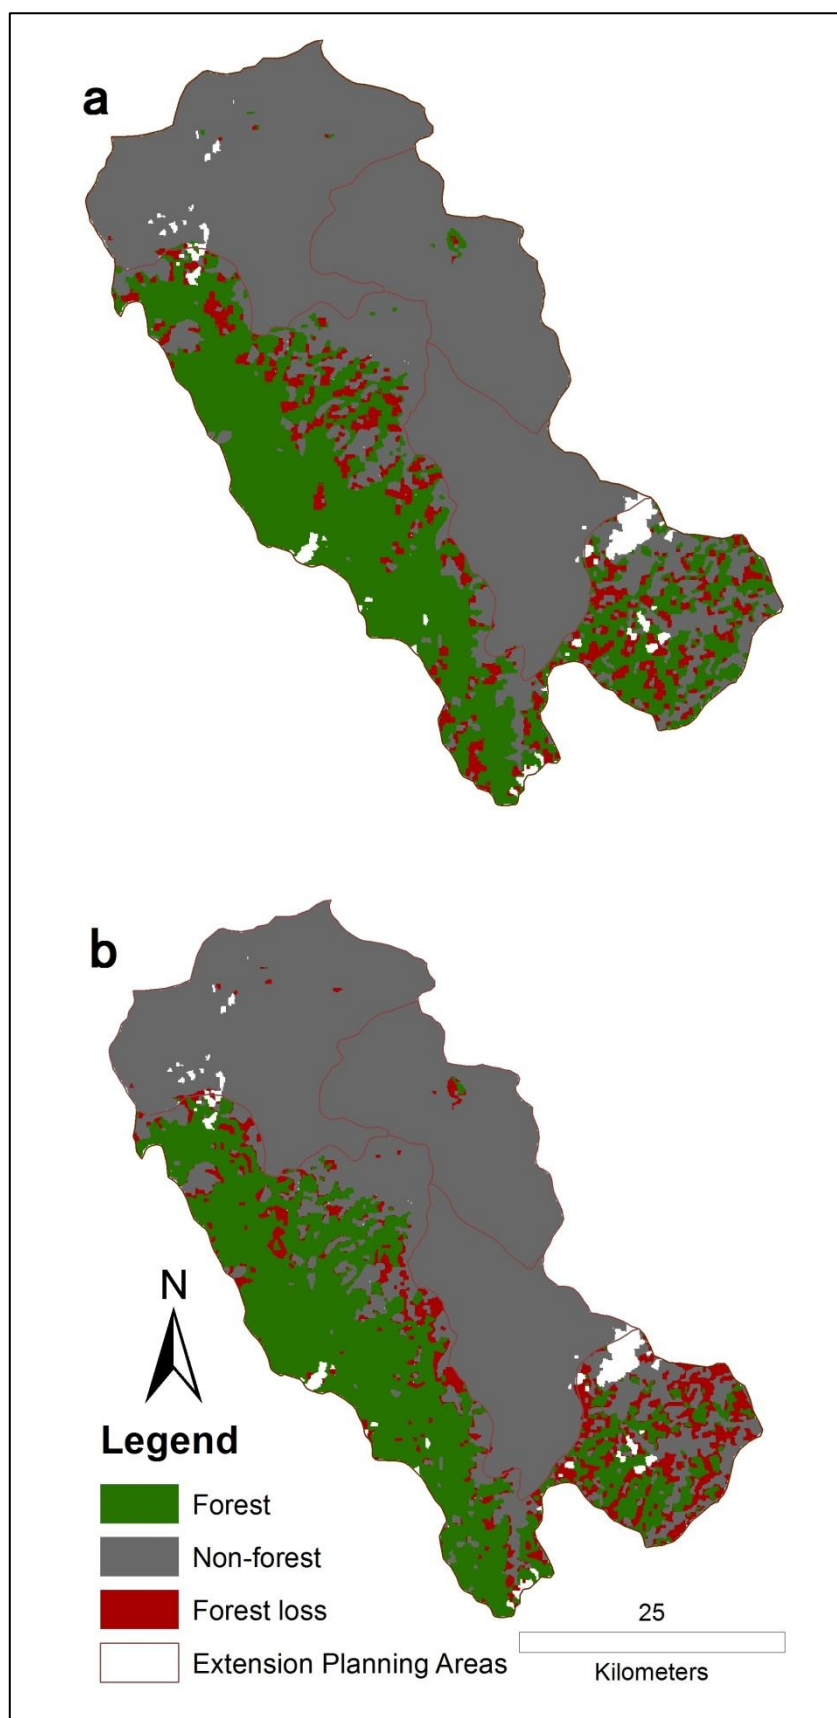 a
b
N
Legend
Forest
Non-forest
Forest loss
Extension Planning Areas
25
Kilometers